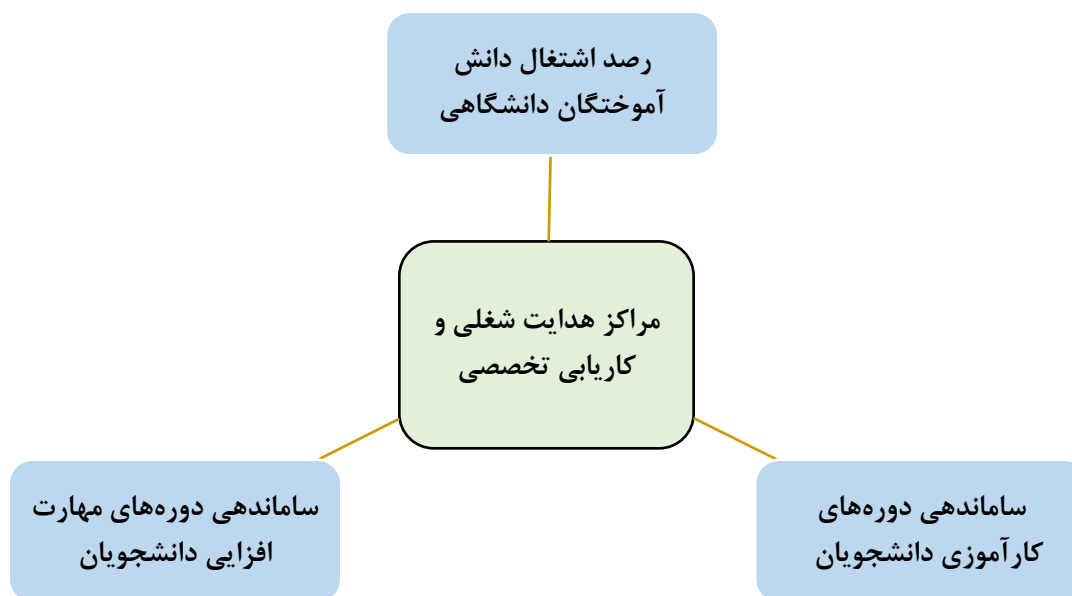 رصد اشتغال دانش
آموختگان دانشگاهی
مراکز هدایت شغلی و
کاریابی تخصصی
ساماندهی دوره‌های
کارآموزی دانشجویان
ساماندهی دوره‌های مهارت
افزایی دانشجویان